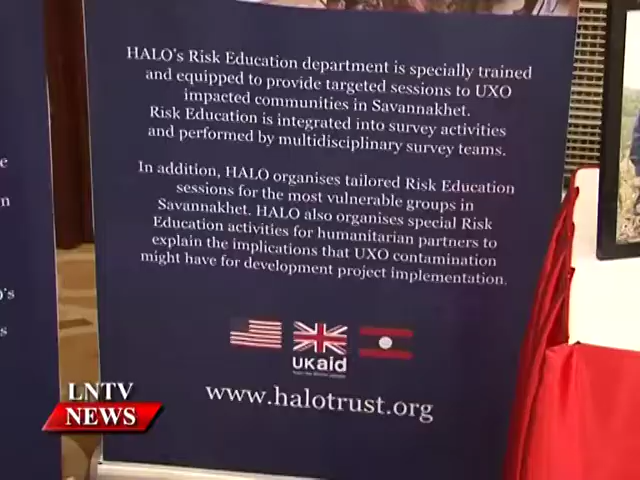 HALO's Risk Education department is specially trained
and equipped to provide targeted sessions to UXO
impacted communities in Savannakhet.
Risk Education is integrated into survey activities
and performed by multidisciplinary survey teams.
In addition, HALO organises tailored Risk Education
sessions for the most vulnerable groups in
Savannakhet. HALO also organises special Risk
Education activities for humanitarian partners to
explain the implications that UXO contamination
might have for development project implementation.
UKaid
www.halotrust.org
LNTV
NEWS